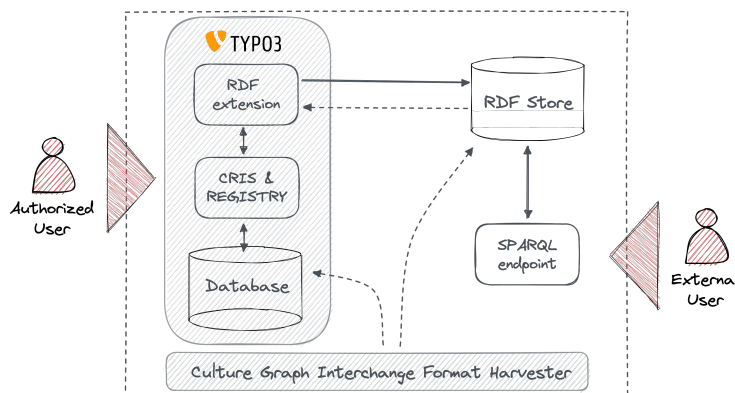 TYPO3
RDF
extension
RDF Store
CRIS &
REGISTRY
Authorized
User
SPARQL
endpoint
Database
Externa
User
Culture Graph Interchange Format Harvester